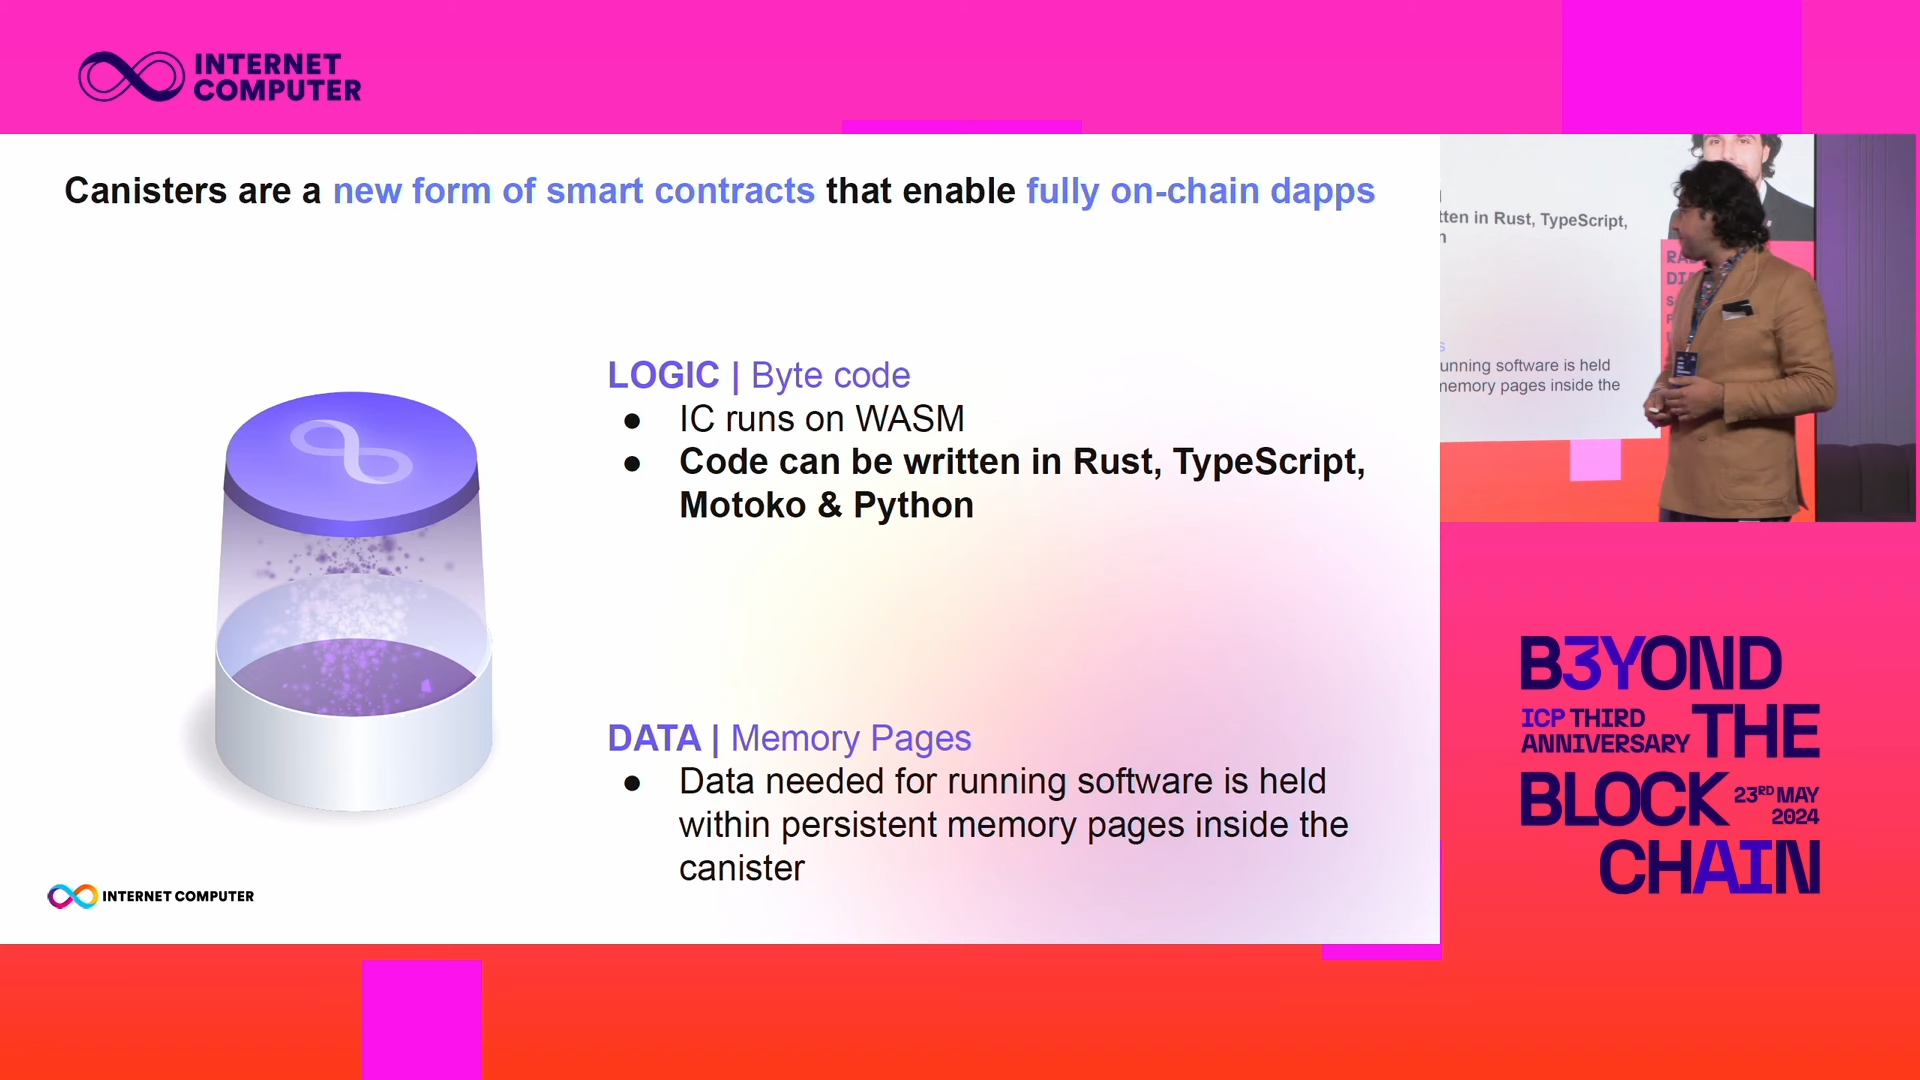 INTERNET
COMPUTER
Canisters are a new form of smart contracts that enable fully on-chain dapps
LOGIC | Byte code
● IC runs on WASM
● Code can be written in Rust, TypeScript,
Motoko & Python
DATA | Memory Pages
● Data needed for running software is held
within persistent memory pages inside the
canister
INTERNET COMPUTER
tten in Rust, TypeScript,
unning software is held
memory pages inside the
B3YOND
ICP THIRD
ANNIVERSARY
THE
BLOCK
23RD MAY
2024
CHAIN